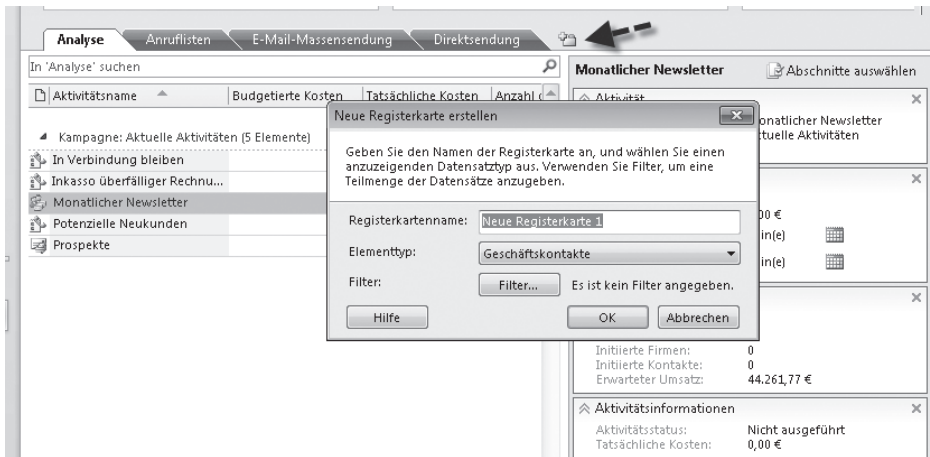 Analyse Anruflisten E-Mail-Massensendung Direktsendung
In 'Analyse' suchen
Aktivitätsname Budgetierte Kosten Tatsächliche Kosten Anzahl
Kampagne: Aktuelle Aktivitäten (5 Elemente)
In Verbindung bleiben
Inkasso überfälliger Rechnu...
Monatlicher Newsletter
Potenzielle Neukunden
Prospekte
Neue Registerkarte erstellen
Geben Sie den Namen der Registerkarte an, und wählen Sie einen
anzuzeigenden Datensatztyp aus. Verwenden Sie Filter, um eine
Teilmenge der Datensätze anzugeben.
Registerkartenname: Neue Registerkarte 1
Elementtyp: Geschäftskontakte
Filter: Filter... Es ist kein Filter angegeben.
Hilfe OK Abbrechen
Monatlicher Newsletter Abschnitte auswählen
Aktivität
onatlicher Newsletter
ktuelle Aktivitäten
00 €
in(e)
in(e)
Initiierte Firmen: 0
Initiierte Kontakte: 0
Erwarteter Umsatz: 44.261,77 €
Aktivitätsinformationen
Aktivitätsstatus: Nicht ausgeführt
Tatsächliche Kosten: 0,00 €